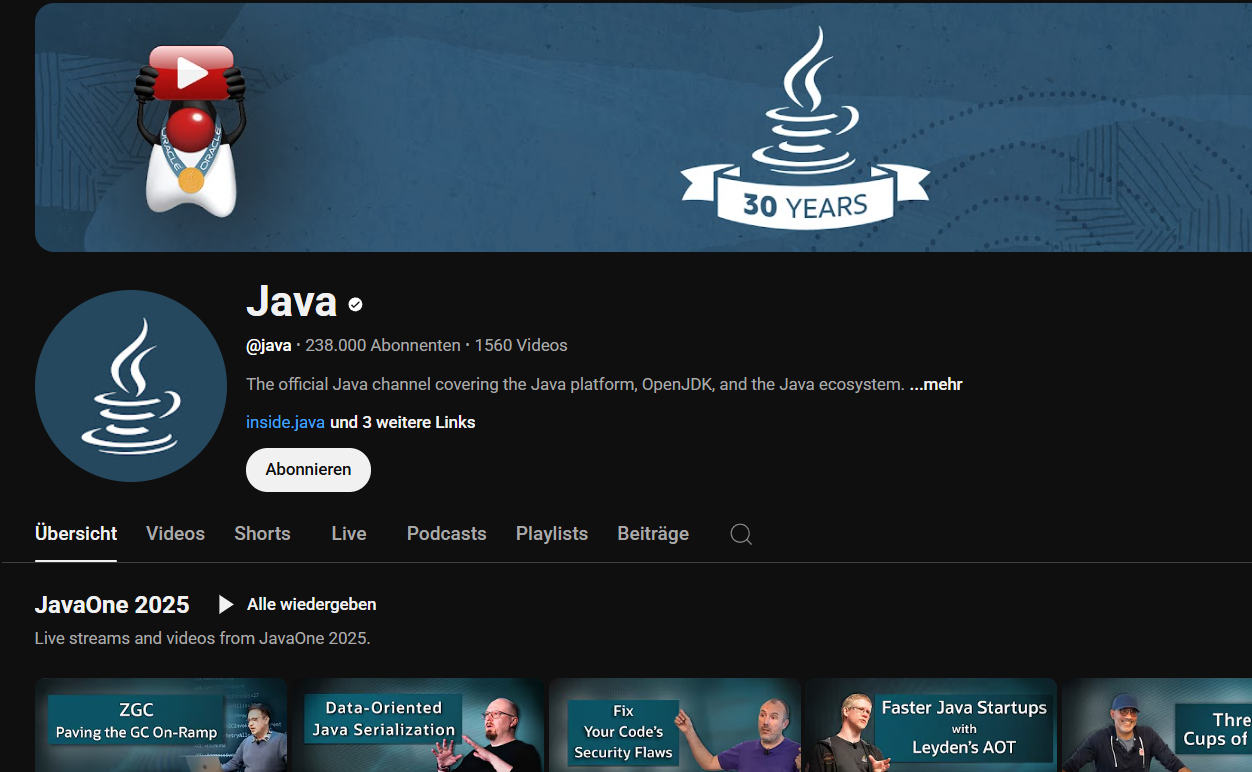 ORACLE ORACLE
30 YEARS
Java
@java • 238.000 Abonnenten • 1560 Videos
The official Java channel covering the Java platform, OpenJDK, and the Java ecosystem. ...mehr
inside.java und 3 weitere Links
Abonnieren
Übersicht Videos Shorts Live Podcasts Playlists Beiträge
JavaOne 2025 Alle wiedergeben
Live streams and videos from JavaOne 2025.
ZGC
Paving the GC On-Ramp
Data-Oriented
Java Serialization
Fix
Your Code's
Security Flaws
Faster Java Startups
with
Leyden's AOT
Cups of